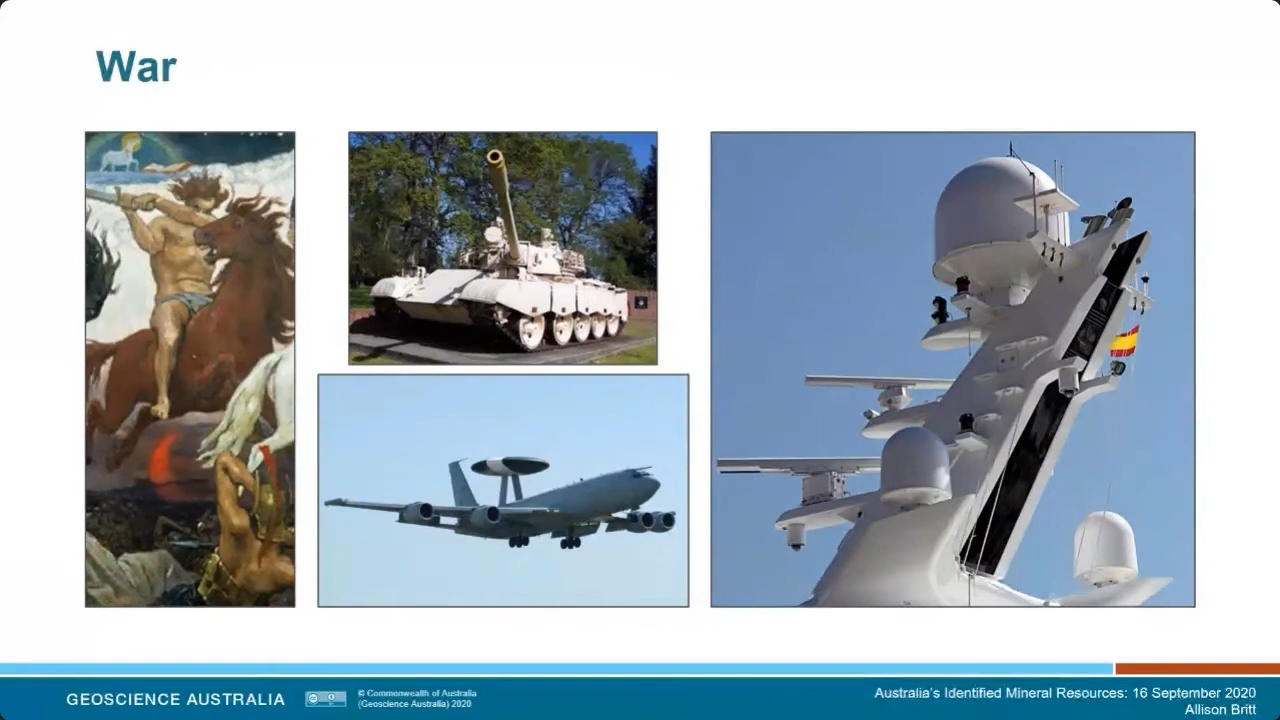 War
GEOSCIENCE AUSTRALIA
© Commonwealth of Australia
(Geoscience Australia) 2020
Australia's Identified Mineral Resources: 16 September 2020
Allison Britt